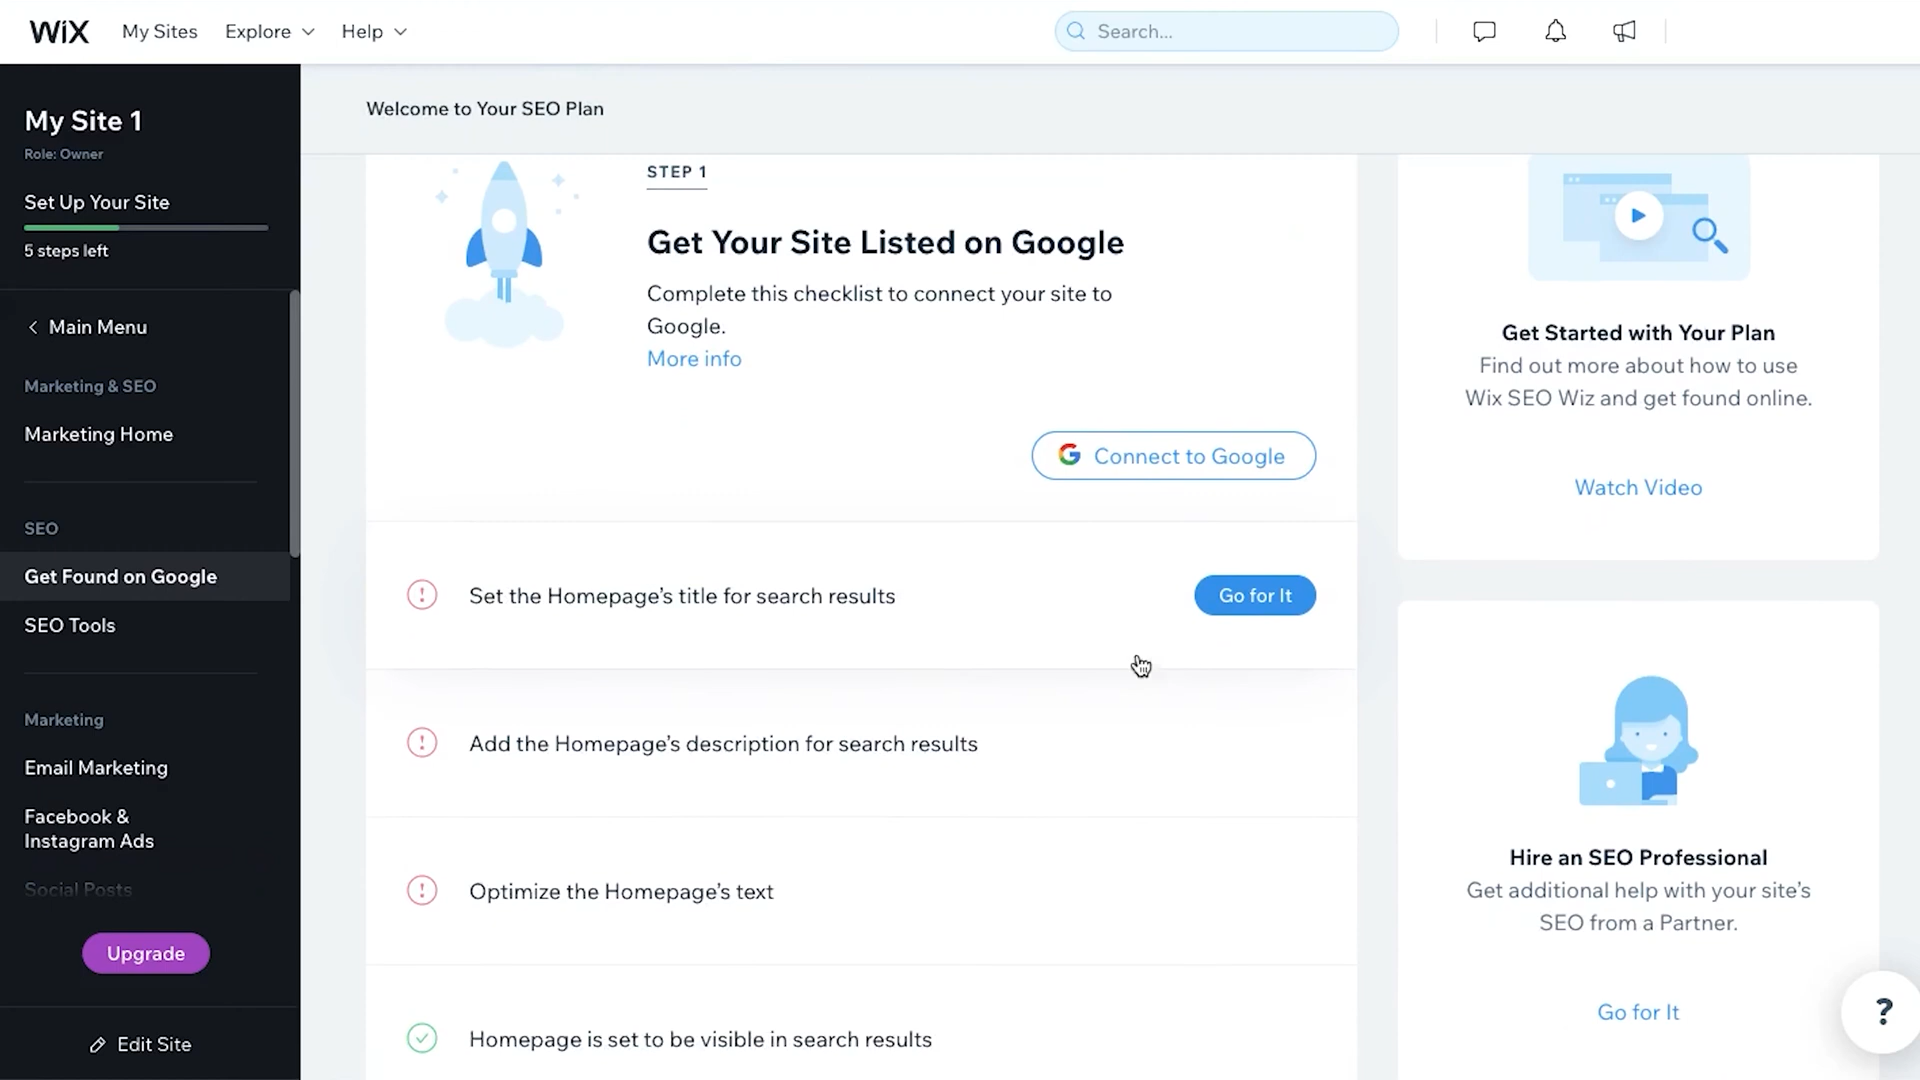 WIX
My Sites
Explore
Help
Search...
My Site 1
Role: Owner
Set Up Your Site
5 steps left
Main Menu
Marketing & SEO
Marketing Home
SEO
Get Found on Google
SEO Tools
Marketing
Email Marketing
Facebook &
Instagram Ads
Social Posts
Upgrade
Edit Site
Welcome to Your SEO Plan
STEP 1
Get Your Site Listed on Google
Complete this checklist to connect your site to
Google.
More info
Connect to Google
Set the Homepage's title for search results
Go for It
Add the Homepage's description for search results
Optimize the Homepage's text
Homepage is set to be visible in search results
Get Started with Your Plan
Find out more about how to use
Wix SEO Wiz and get found online.
Watch Video
Hire an SEO Professional
Get additional help with your site's
SEO from a Partner.
Go for It
?